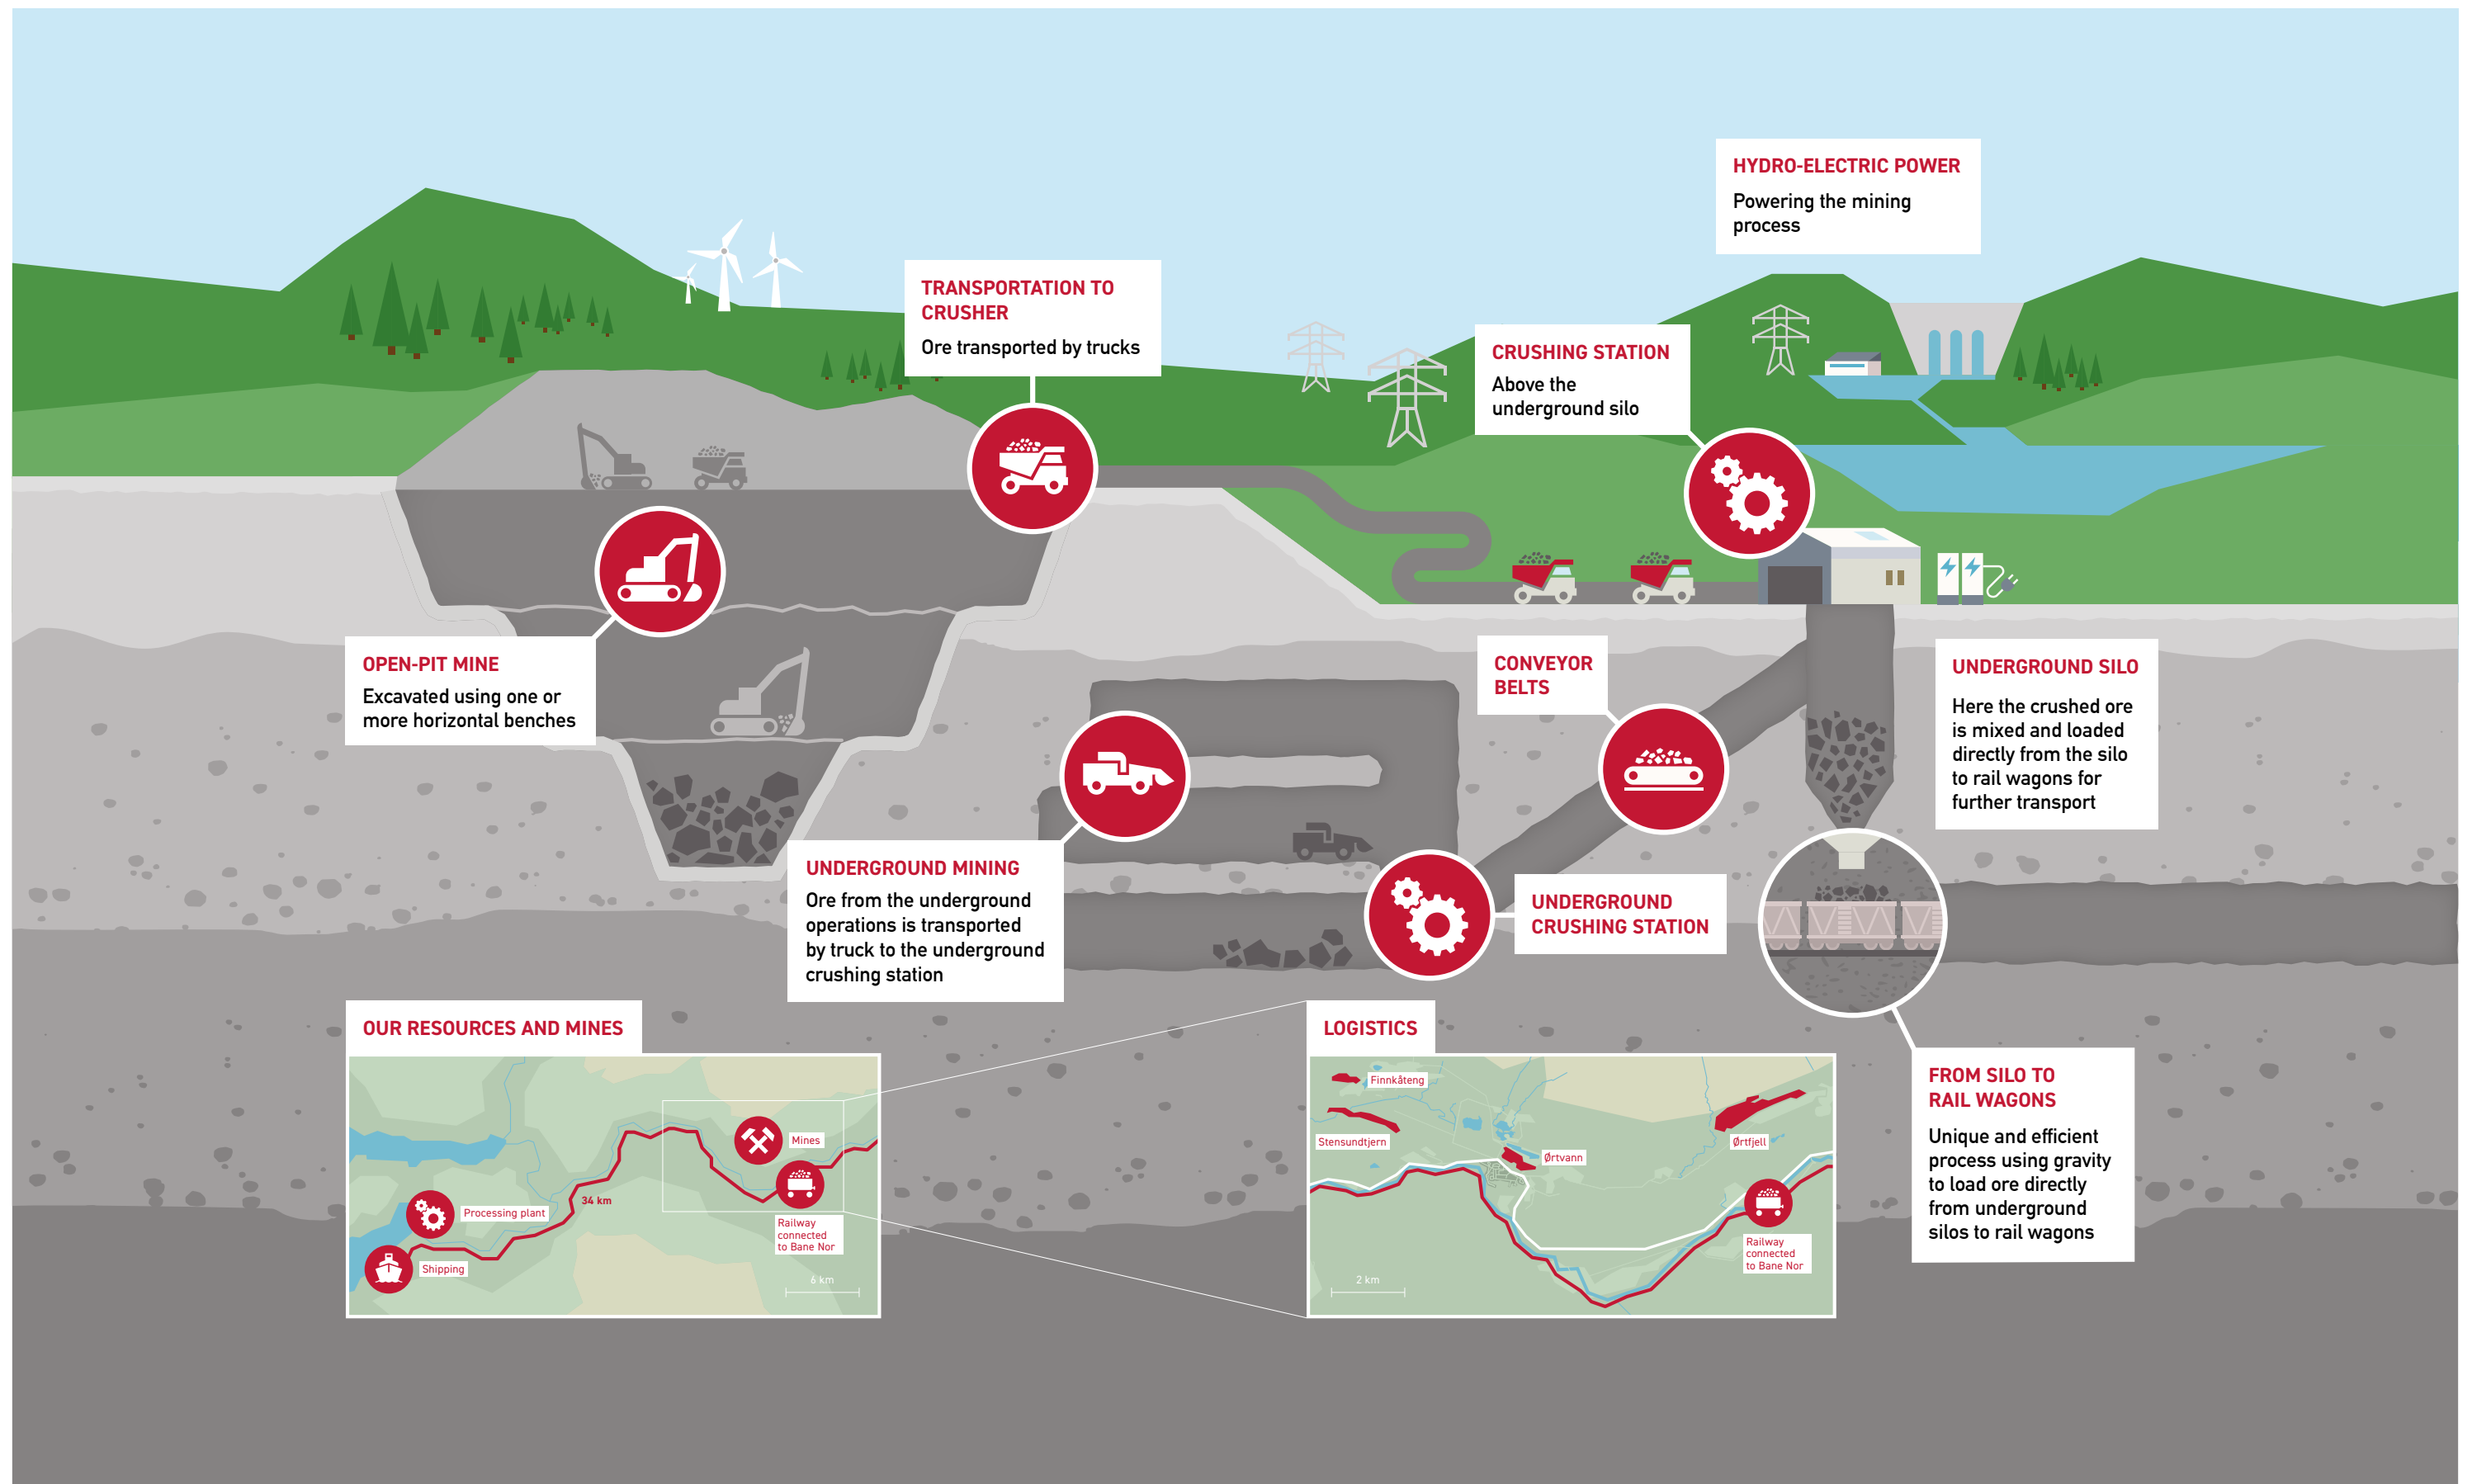 HYDRO-ELECTRIC POWER
Powering the mining
process
TRANSPORTATION TO
CRUSHER
Ore transported by trucks
CRUSHING STATION
Above the
underground silo
OPEN-PIT MINE
Excavated using one or
more horizontal benches
CONVEYOR
BELTS
UNDERGROUND SILO
Here the crushed ore
is mixed and loaded
directly from the silo
to rail wagons for
further transport
UNDERGROUND MINING
Ore from the underground
operations is transported
by truck to the underground
crushing station
UNDERGROUND
CRUSHING STATION
FROM SILO TO
RAIL WAGONS
Unique and efficient
process using gravity
to load ore directly
from underground
silos to rail wagons
OUR RESOURCES AND MINES
Mines
34 km
Processing plant
Railway
connected
to Bane Nor
Shipping
6 km
LOGISTICS
Finnkåteng
Stensundtjern
Ørtfjell
Ørtvann
Railway
connected
to Bane Nor
2 km